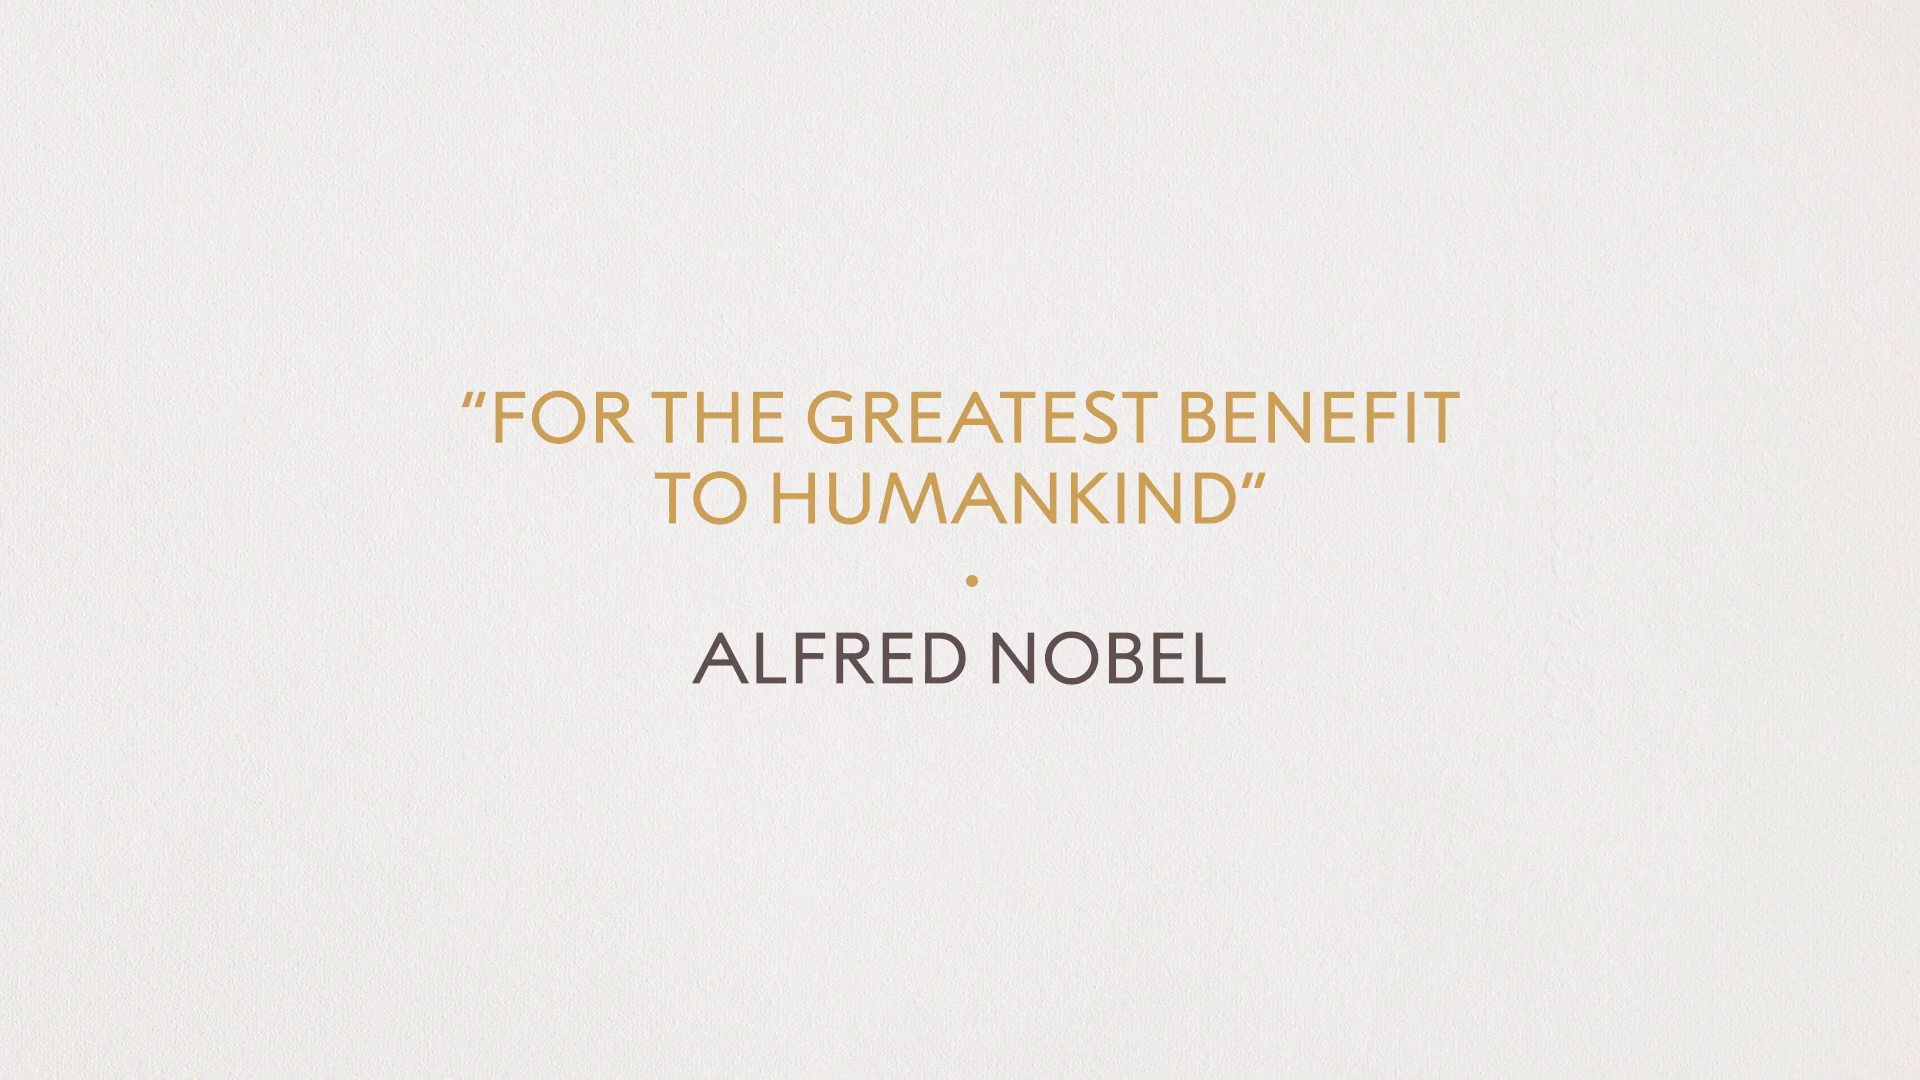 “FOR THE GREATEST BENEFIT
TO HUMANKIND”
•
ALFRED NOBEL